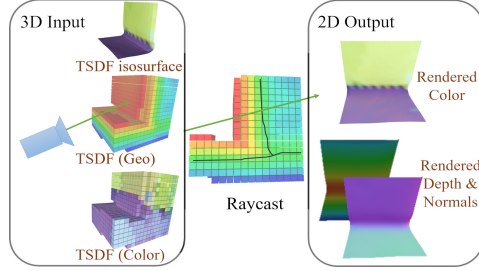 3D Input
TSDF isosurface
TSDF (Geo)
TSDF (Color)
Raycast
2D Output
Rendered
Color
Rendered
Depth &
Normals